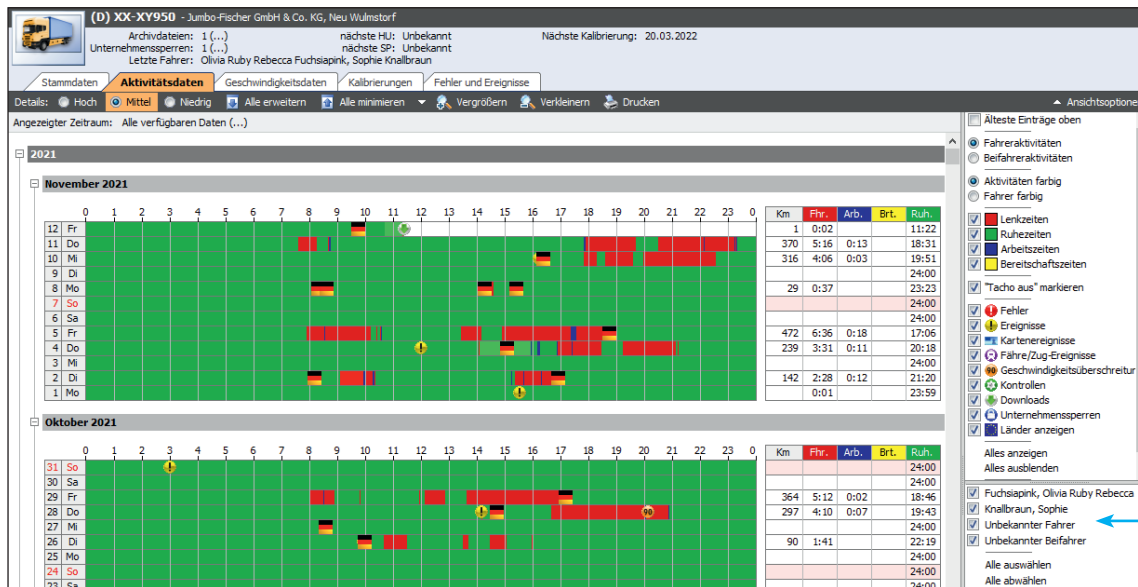 (D) XX-XY950 - Jumbo-Fischer GmbH & Co. KG, Neu Wulmstorf
Archivdateien: 1 (...) nächste HU: Unbekannt Nächste Kalibrierung: 20.03.2022
Unternehmenssperren: 1 (...) nächste SP: Unbekannt
Letzte Fahrer: Olivia Ruby Rebecca Fuchsiapink, Sophie Knallbraun
Stammdaten Aktivitätsdaten Geschwindigkeitsdaten Kalibrierungen Fehler und Ereignisse
Details: Hoch Mittel Niedrig Alle erweitern Alle minimieren Vergrößern Verkleinern Drucken Ansichtsoptione
Angezeigter Zeitraum: Alle verfügbaren Daten (...)
2021
November 2021
0 1 2 3 4 5 6 7 8 9 10 11 12 13 14 15 16 17 18 19 20 21 22 23 0 Km Fhr. Arb. Brt. Ruh.
12 Fr 1 0:02 11:22
11 Do 370 5:16 0:13 18:31
10 Mi 316 4:06 0:03 19:51
9 Di 24:00
8 Mo 29 0:37 23:23
7 So 24:00
6 Sa 24:00
5 Fr 472 6:36 0:18 17:06
4 Do 239 3:31 0:11 20:18
3 Mi 24:00
2 Di 142 2:28 0:12 21:20
1 Mo 0:01 23:59
Oktober 2021
0 1 2 3 4 5 6 7 8 9 10 11 12 13 14 15 16 17 18 19 20 21 22 23 0 Km Fhr. Arb. Brt. Ruh.
31 So 24:00
30 Sa 24:00
29 Fr 364 5:12 0:02 18:46
28 Do 90 297 4:10 0:07 19:43
27 Mi 24:00
26 Di 90 1:41 22:19
25 Mo 24:00
24 So 24:00
23 Sa 24:00
Älteste Einträge oben
Fahreraktivitäten
Beifahreraktivitäten
Aktivitäten farbig
Fahrer farbig
Lenkzeiten
Ruhezeiten
Arbeitszeiten
Bereitschaftszeiten
"Tacho aus" markieren
Fehler
Ereignisse
Kartenereignisse
Fähre/Zug-Ereignisse
90 Geschwindigkeitsüberschreitur
Kontrollen
Downloads
Unternehmenssperren
Länder anzeigen
Alles anzeigen
Alles ausblenden
Fuchsiapink, Olivia Ruby Rebecca
Knallbraun, Sophie
Unbekannter Fahrer
Unbekannter Beifahrer
Alle auswählen
Alle abwählen